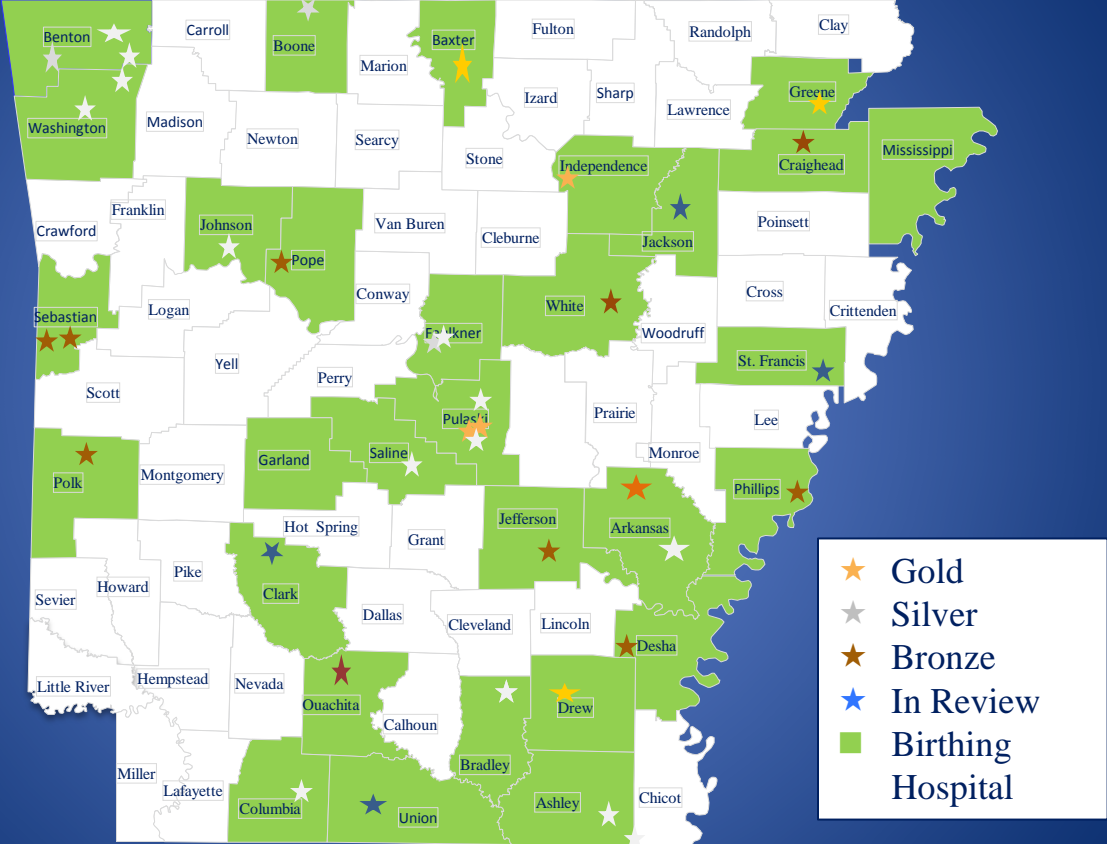 Benton
Carroll
Boone
Marion
Baxter
Fulton
Randolph
Clay
Izard
Sharp
Lawrence
Greene
Washington
Madison
Newton
Searcy
Stone
Independence
Craighead
Mississippi
Crawford
Franklin
Johnson
Pope
Van Buren
Cleburne
Jackson
Poinsett
Sebastian
Logan
Conway
Faulkner
White
Woodruff
Cross
Crittenden
Scott
Yell
Perry
Pulaski
Prairie
St. Francis
Lee
Polk
Montgomery
Garland
Saline
Monroe
Phillips
Hot Spring
Grant
Jefferson
Arkansas
Sevier
Howard
Pike
Clark
Dallas
Cleveland
Lincoln
Desha
Little River
Hempstead
Nevada
Ouachita
Calhoun
Drew
Miller
Lafayette
Columbia
Union
Bradley
Ashley
Chicot
Gold
Silver
Bronze
In Review
Birthing
Hospital